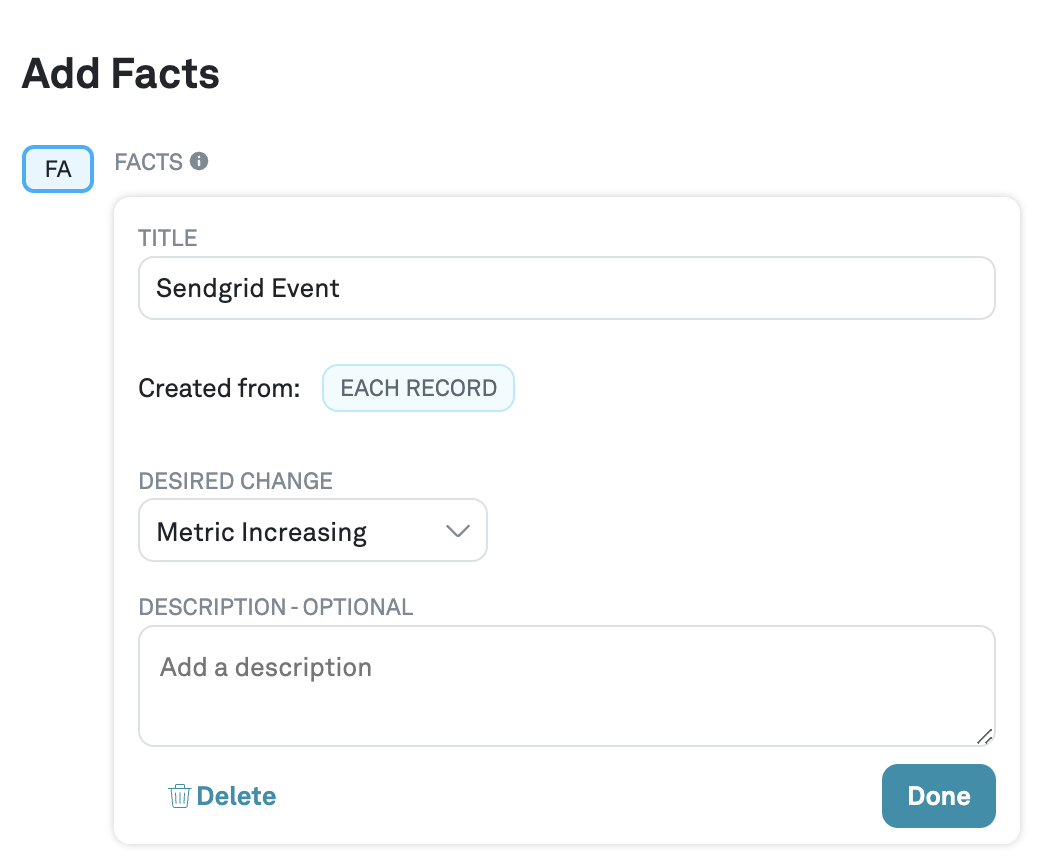 Add Facts
FA
FACTS
TITLE
Sendgrid Event
Created from: EACH RECORD
DESIRED CHANGE
Metric Increasing
DESCRIPTION - OPTIONAL
Add a description
Delete
Done